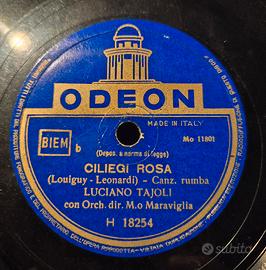 ODEON
MADE IN ITALY
Mo 11801
BIEM b
(Depos. a norma di legge)
CILIEGI ROSA
(Louiguy - Leonardi) - Canz. rumba
LUCIANO TAJOLI
con Orch. dir. M.o Maraviglia
H 18254
subito